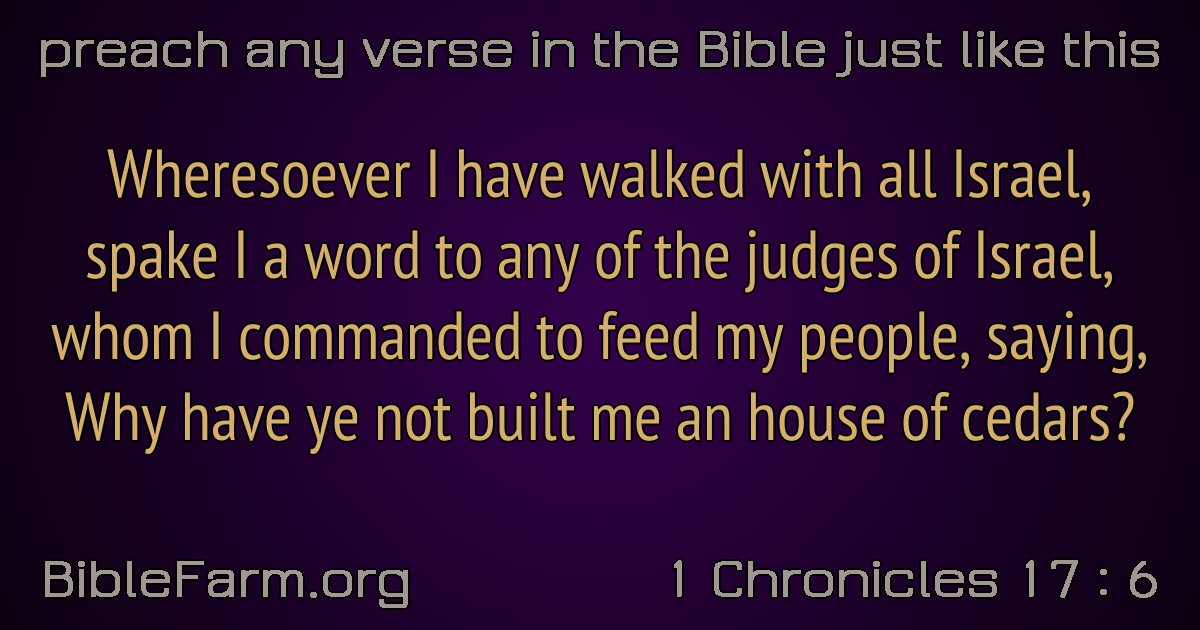 preach any verse in the Bible just like this
Wheresoever I have walked with all Israel,
spake I a word to any of the judges of Israel,
whom I commanded to feed my people, saying,
Why have ye not built me an house of cedars?
BibleFarm.org
1 Chronicles 17 : 6